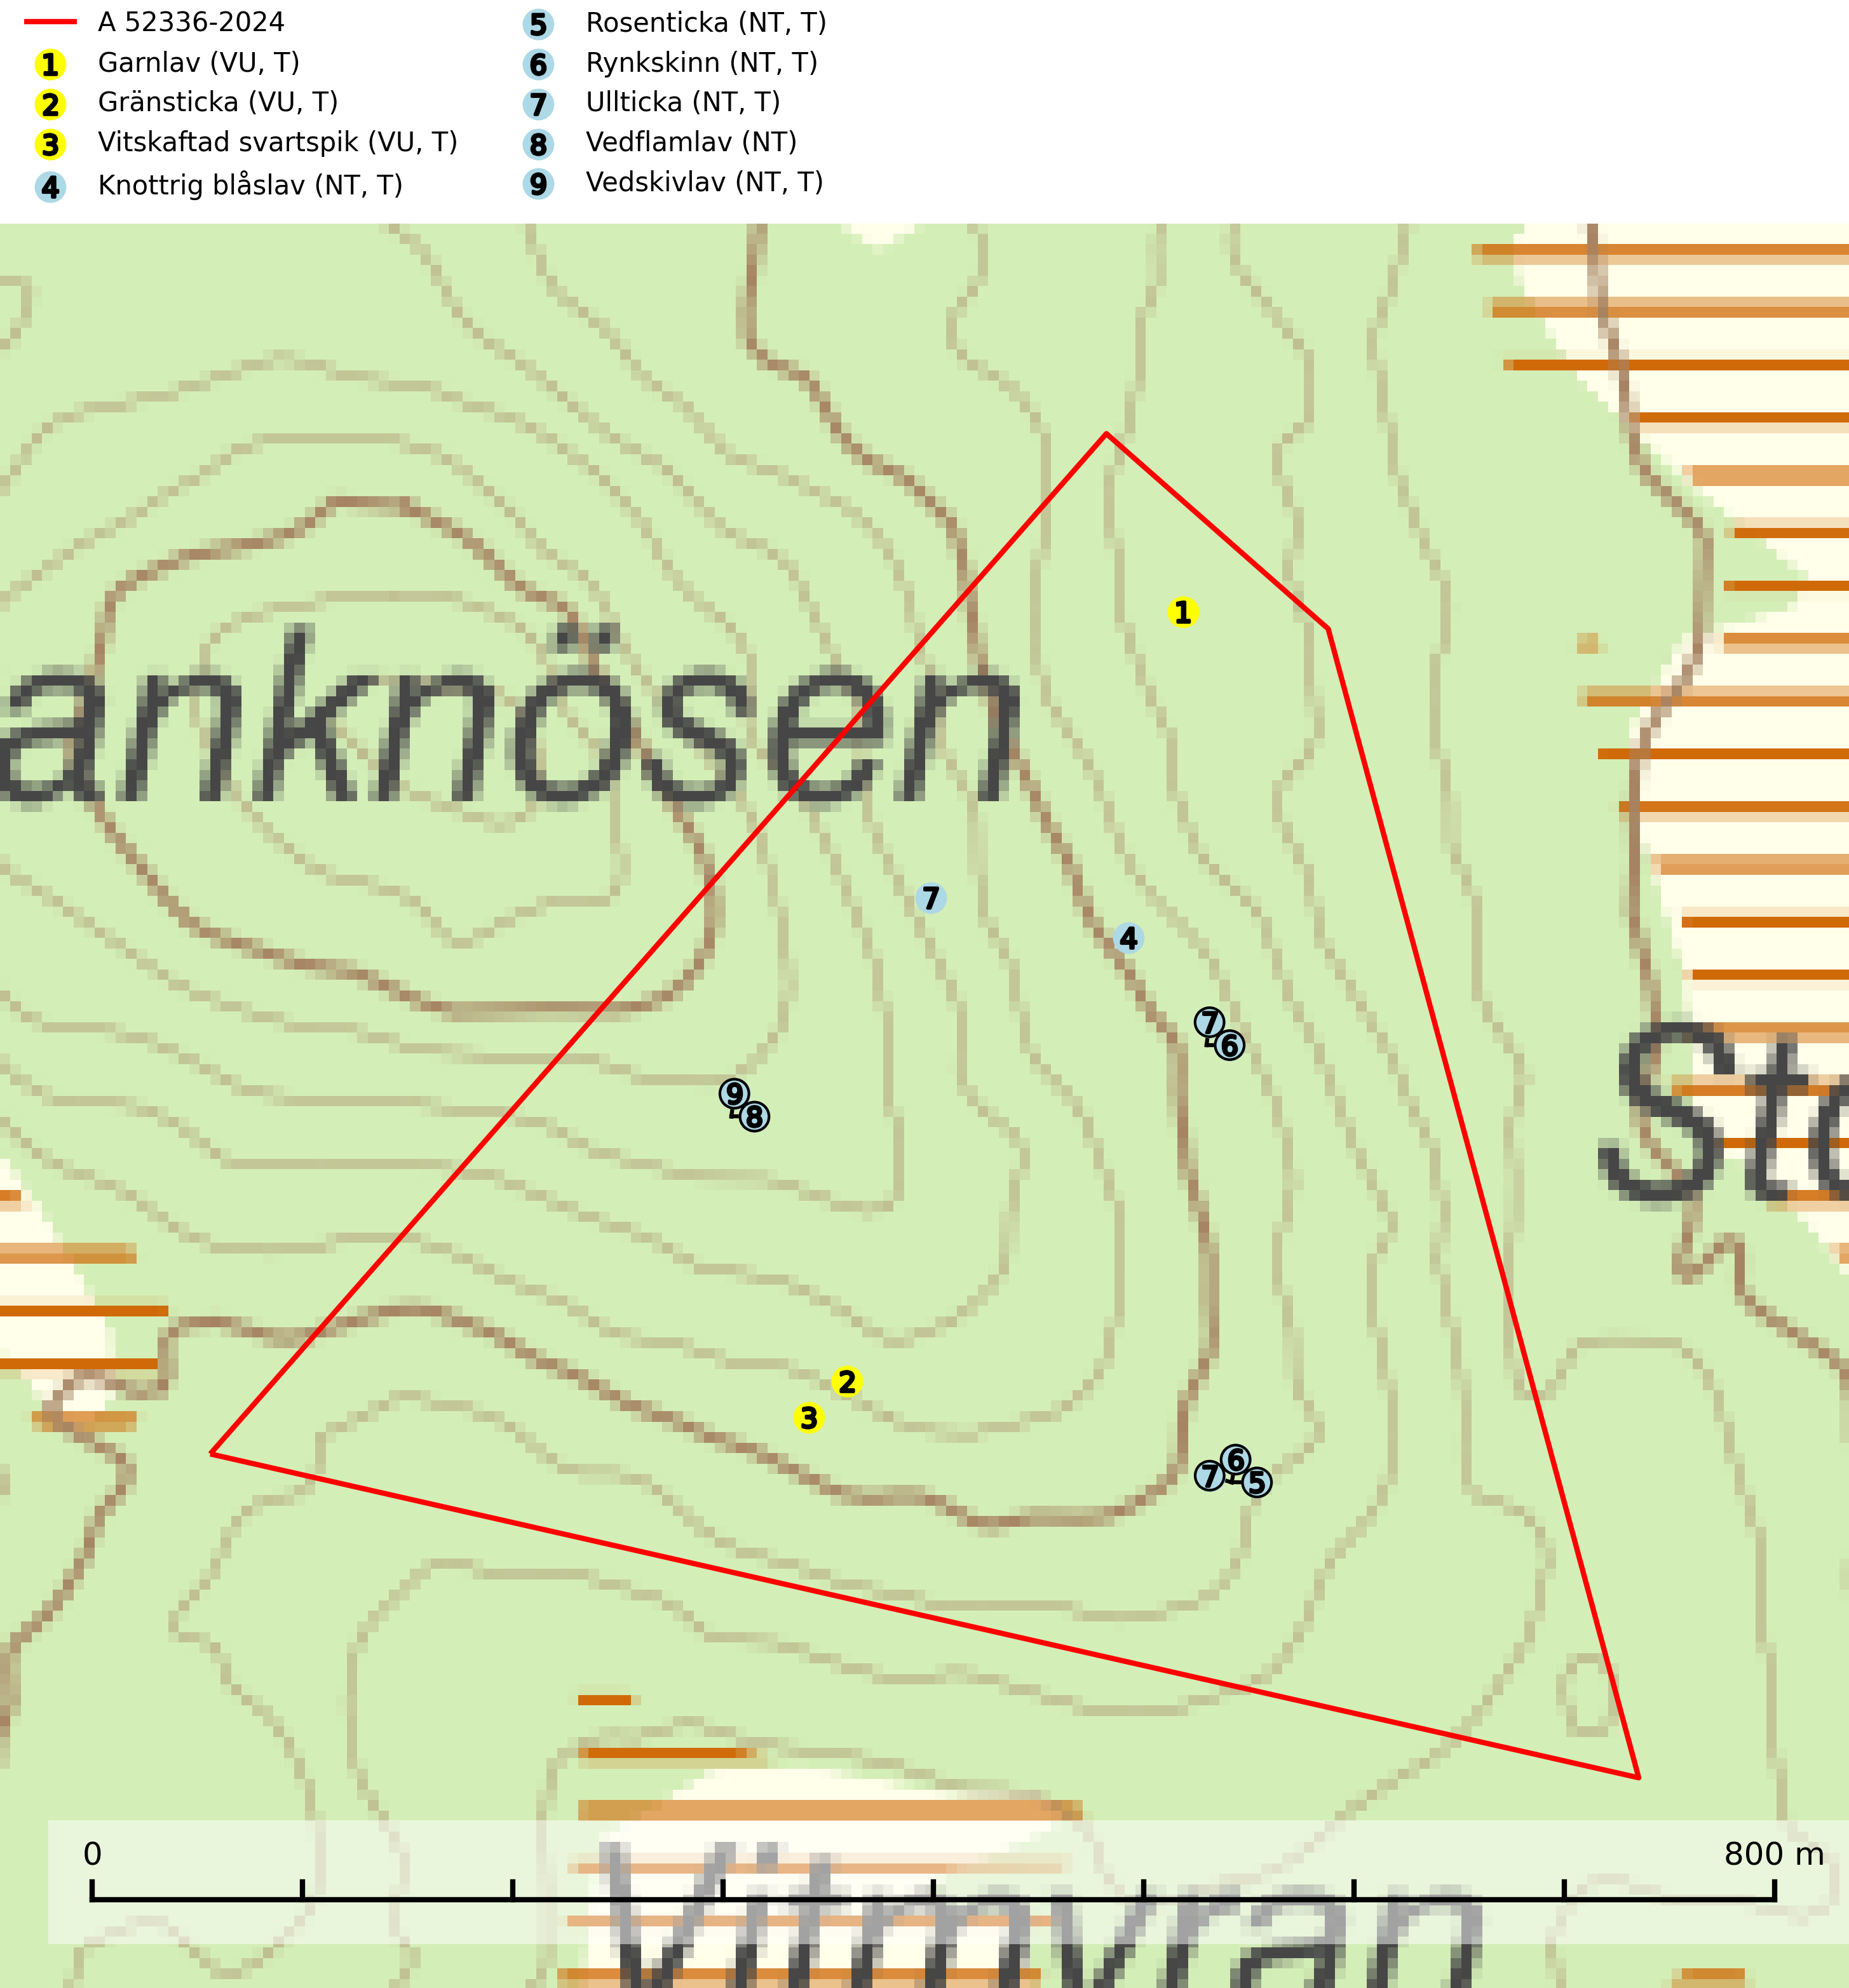 A 52336-2024
1 Garnlav (VU, T)
2 Gränsticka (VU, T)
3 Vitskaftad svartspik (VU, T)
4 Knottrig blåslav (NT, T)
5 Rosenticka (NT, T)
6 Rynkskinn (NT, T)
7 Ullticka (NT, T)
8 Vedflamlav (NT)
9 Vedskivlav (NT, T)
1
anknösen
7
4
7
6
9
8
Sto
2
3
6
7
5
0
800 m